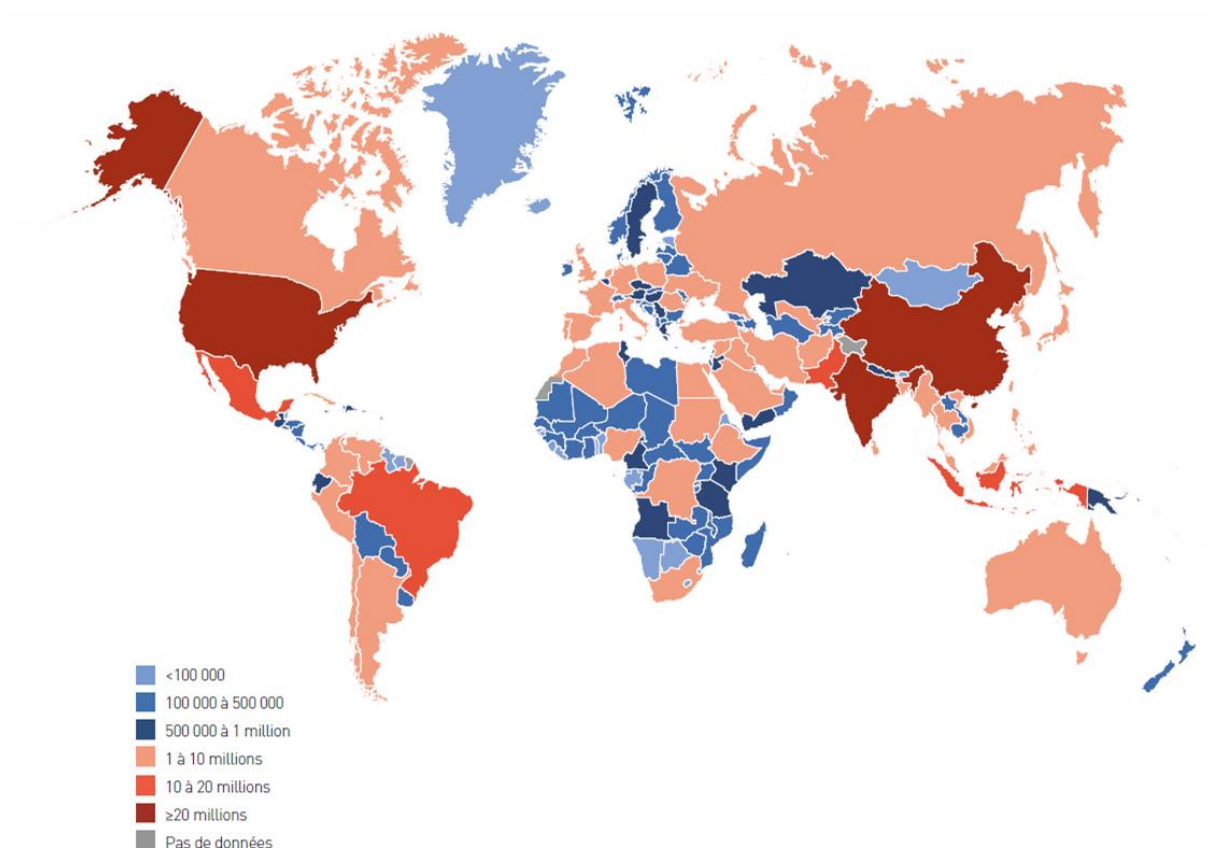 <100 000
100 000 à 500 000
500 000 à 1 million
1 à 10 millions
10 à 20 millions
≥20 millions
Pas de données